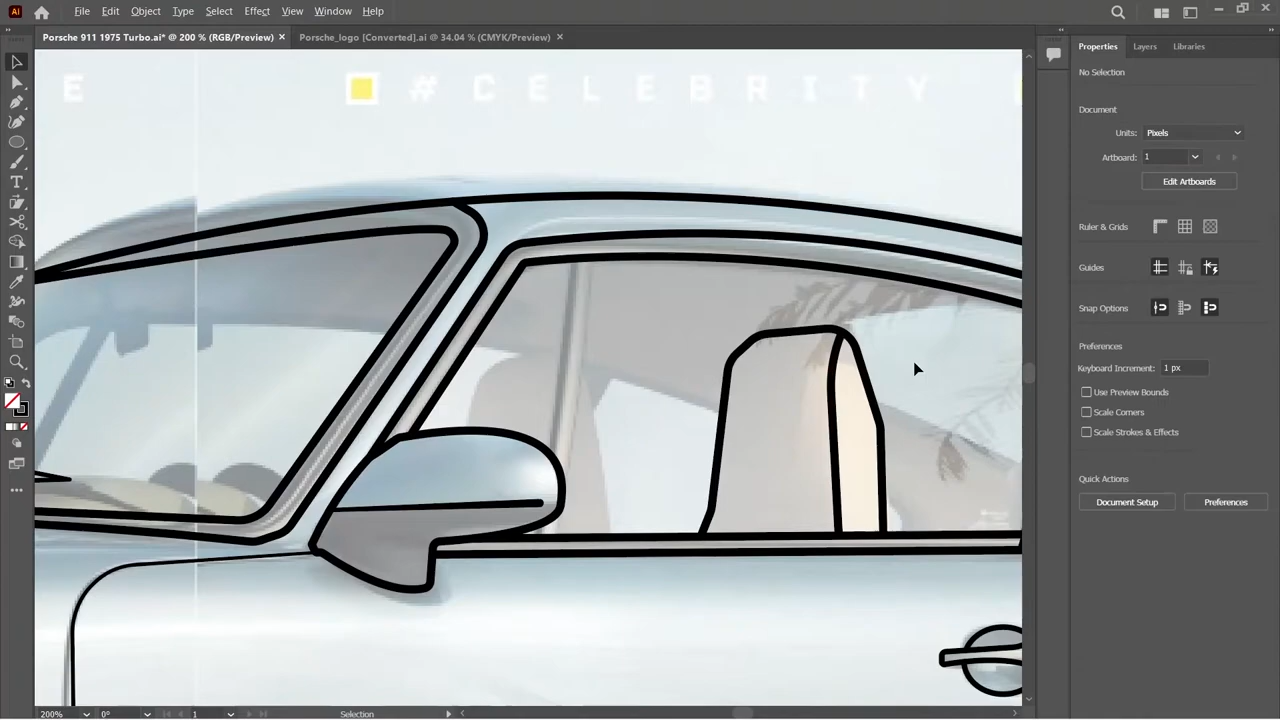 Ai File Edit Object Type Select Effect View Window Help
Porsche 911 1975 Turbo.ai* @ 200 % (RGB/Preview) × Porsche_logo [Converted].ai @ 34.04 % (CMYK/Preview) ×
E #CELEBRITY
Properties Layers Libraries
No Selection
Document
Units: Pixels
Artboard: 1
Edit Artboards
Ruler & Grids
Guides
Snap Options
Preferences
Keyboard Increment: 1 px
Use Preview Bounds
Scale Corners
Scale Strokes & Effects
Quick Actions
Document Setup Preferences
200% 0° 1 Selection